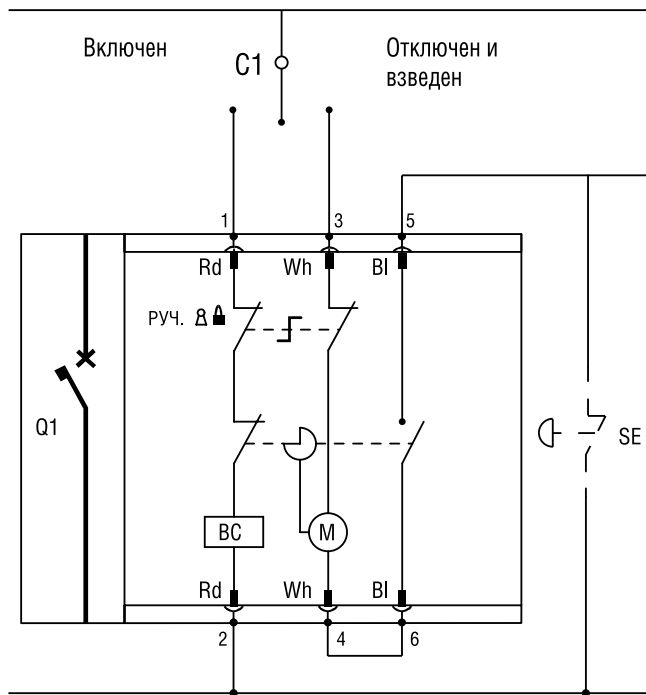 Включен
C1
Отключен и
взведен
1
3
5
Rd
Wh
Bl
РУЧ.
Q1
SE
BC
M
Rd
Wh
Bl
2
4
6